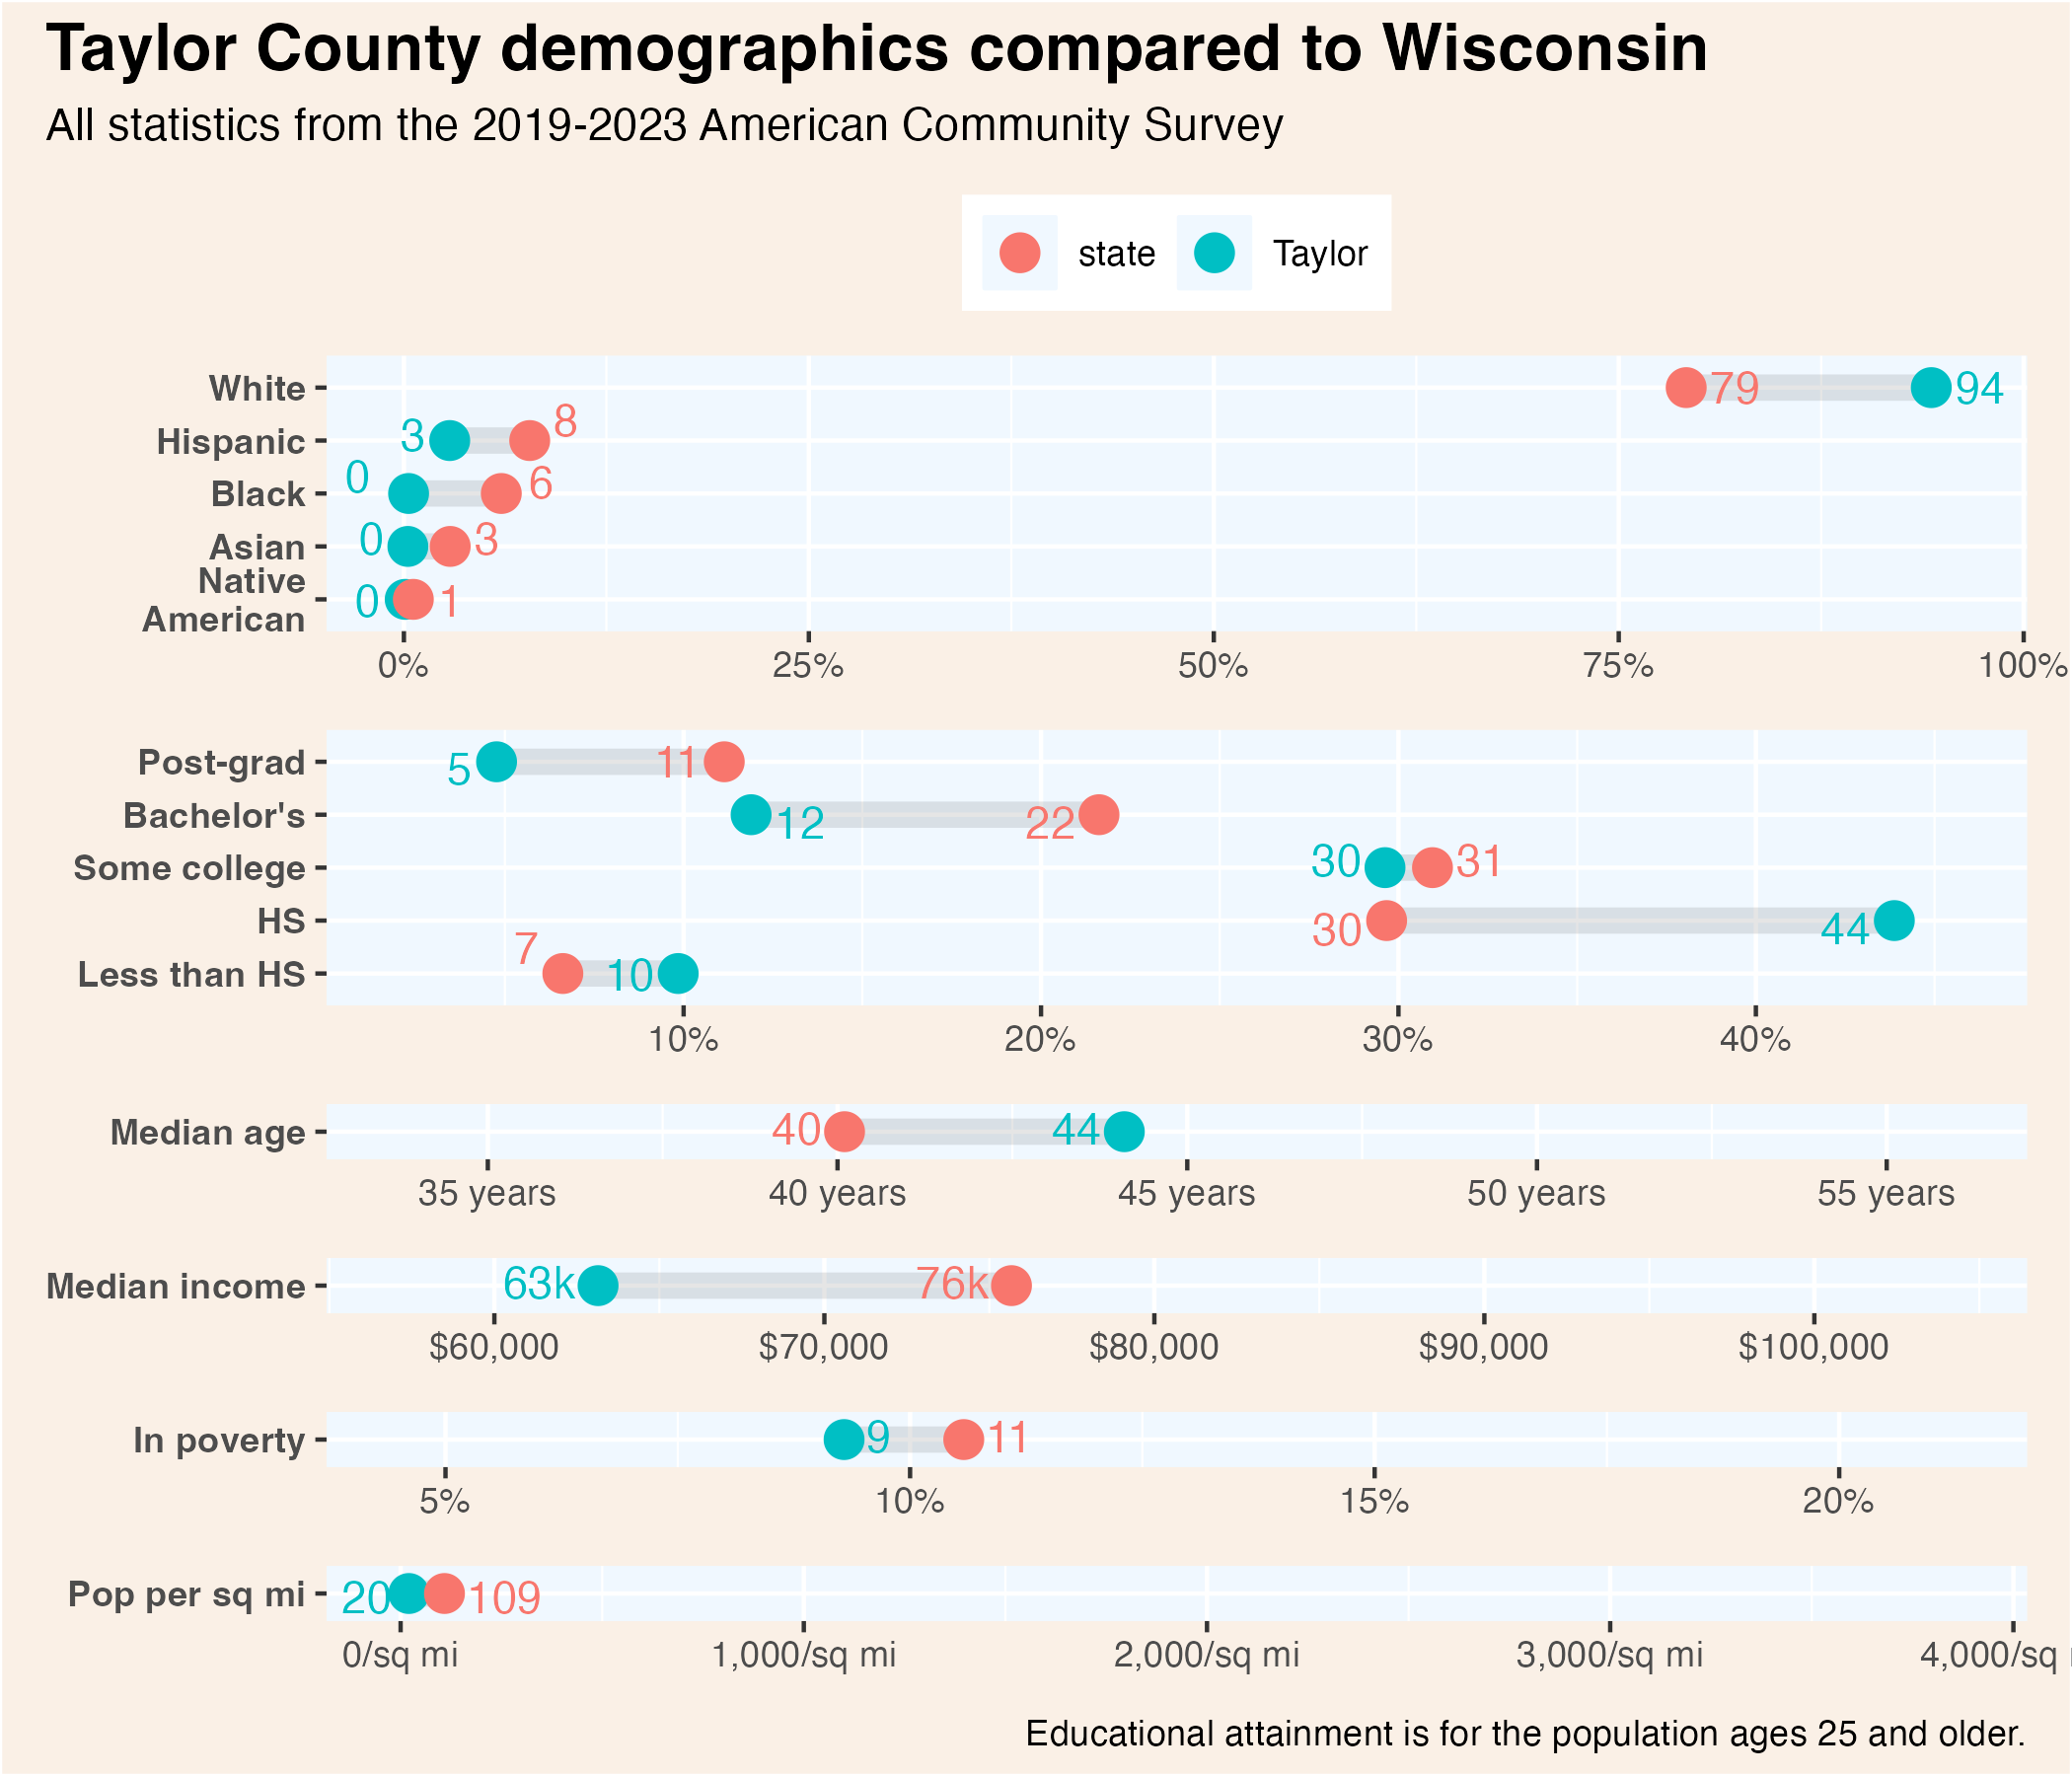 Taylor County demographics compared to Wisconsin
All statistics from the 2019-2023 American Community Survey
state Taylor
White 79 94
Hispanic 3 8
Black 0 6
Asian 0 3
Native
American 0 1
0% 25% 50% 75% 100%
Post-grad 5 11
Bachelor's 12 22
Some college 30 31
HS 30 44
Less than HS 7 10
10% 20% 30% 40%
Median age 40 44
35 years 40 years 45 years 50 years 55 years
Median income 63k 76k
$60,000 $70,000 $80,000 $90,000 $100,000
In poverty 9 11
5% 10% 15% 20%
Pop per sq mi 20 109
0/sq mi 1,000/sq mi 2,000/sq mi 3,000/sq mi 4,000/sq
Educational attainment is for the population ages 25 and older.